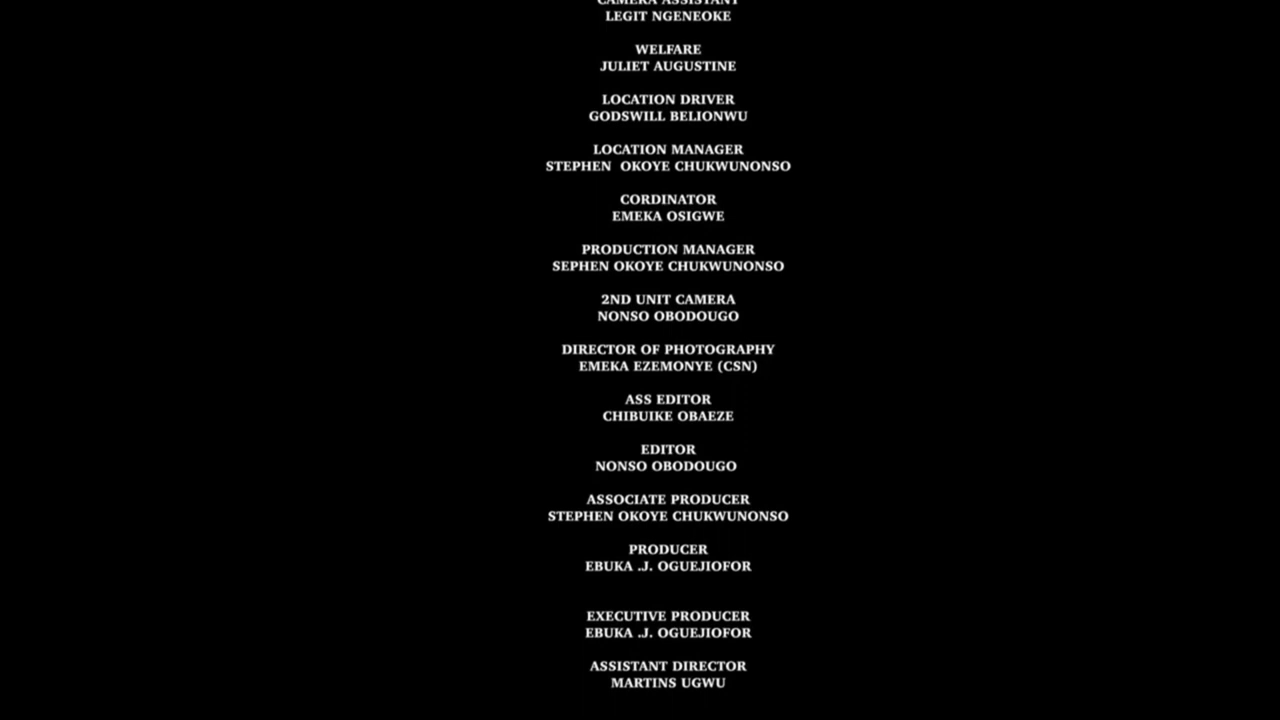 CAMERA ASSISTANT
LEGIT NGENEOKE
WELFARE
JULIET AUGUSTINE
LOCATION DRIVER
GODSWILL BELIONWU
LOCATION MANAGER
STEPHEN  OKOYE CHUKWUNONSO
CORDINATOR
EMEKA OSIGWE
PRODUCTION MANAGER
SEPHEN OKOYE CHUKWUNONSO
2ND UNIT CAMERA
NONSO OBODOUGO
DIRECTOR OF PHOTOGRAPHY
EMEKA EZEMONYE (CSN)
ASS EDITOR
CHIBUIKE OBAEZE
EDITOR
NONSO OBODOUGO
ASSOCIATE PRODUCER
STEPHEN OKOYE CHUKWUNONSO
PRODUCER
EBUKA .J. OGUEJIOFOR
EXECUTIVE PRODUCER
EBUKA .J. OGUEJIOFOR
ASSISTANT DIRECTOR
MARTINS UGWU